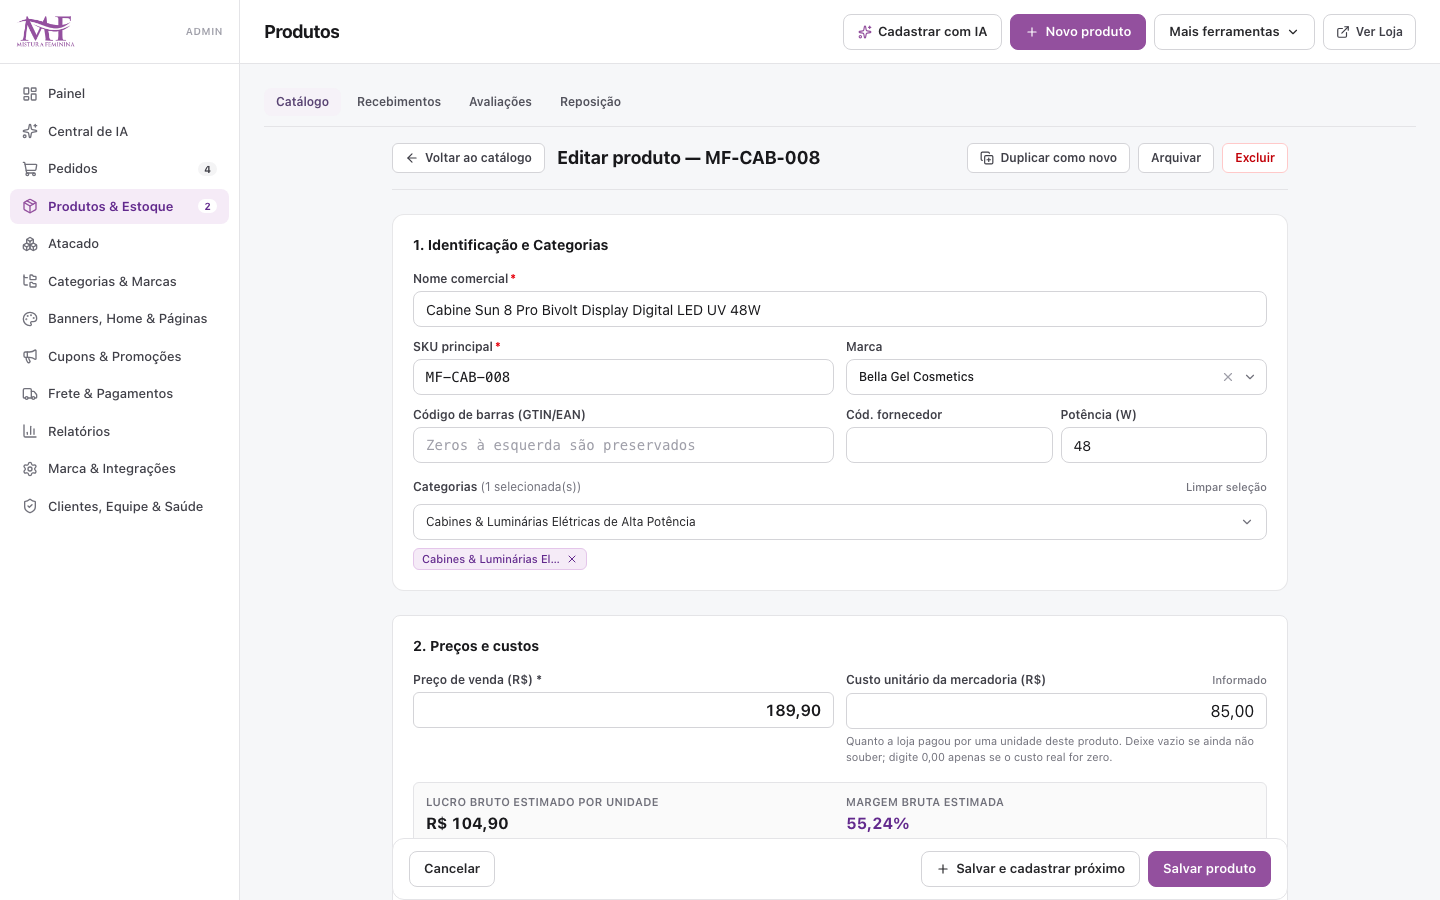 MF
MISTURA FEMININA
ADMIN
Produtos
Cadastrar com IA
Novo produto
Mais ferramentas
Ver Loja
Painel
Central de IA
Pedidos 4
Produtos & Estoque 2
Atacado
Categorias & Marcas
Banners, Home & Páginas
Cupons & Promoções
Frete & Pagamentos
Relatórios
Marca & Integrações
Clientes, Equipe & Saúde
Catálogo
Recebimentos
Avaliações
Reposição
Voltar ao catálogo
Editar produto — MF-CAB-008
Duplicar como novo
Arquivar
Excluir
1. Identificação e Categorias
Nome comercial *
Cabine Sun 8 Pro Bivolt Display Digital LED UV 48W
SKU principal *
MF-CAB-008
Marca
Bella Gel Cosmetics
Código de barras (GTIN/EAN)
Zeros à esquerda são preservados
Cód. fornecedor
Potência (W)
48
Categorias (1 selecionada(s))
Limpar seleção
Cabines & Luminárias Elétricas de Alta Potência
Cabines & Luminárias El...
2. Preços e custos
Preço de venda (R$) *
189,90
Custo unitário da mercadoria (R$)
Informado
85,00
Quanto a loja pagou por uma unidade deste produto. Deixe vazio se ainda não
souber; digite 0,00 apenas se o custo real for zero.
LUCRO BRUTO ESTIMADO POR UNIDADE
R$ 104,90
MARGEM BRUTA ESTIMADA
55,24%
Cancelar
Salvar e cadastrar próximo
Salvar produto